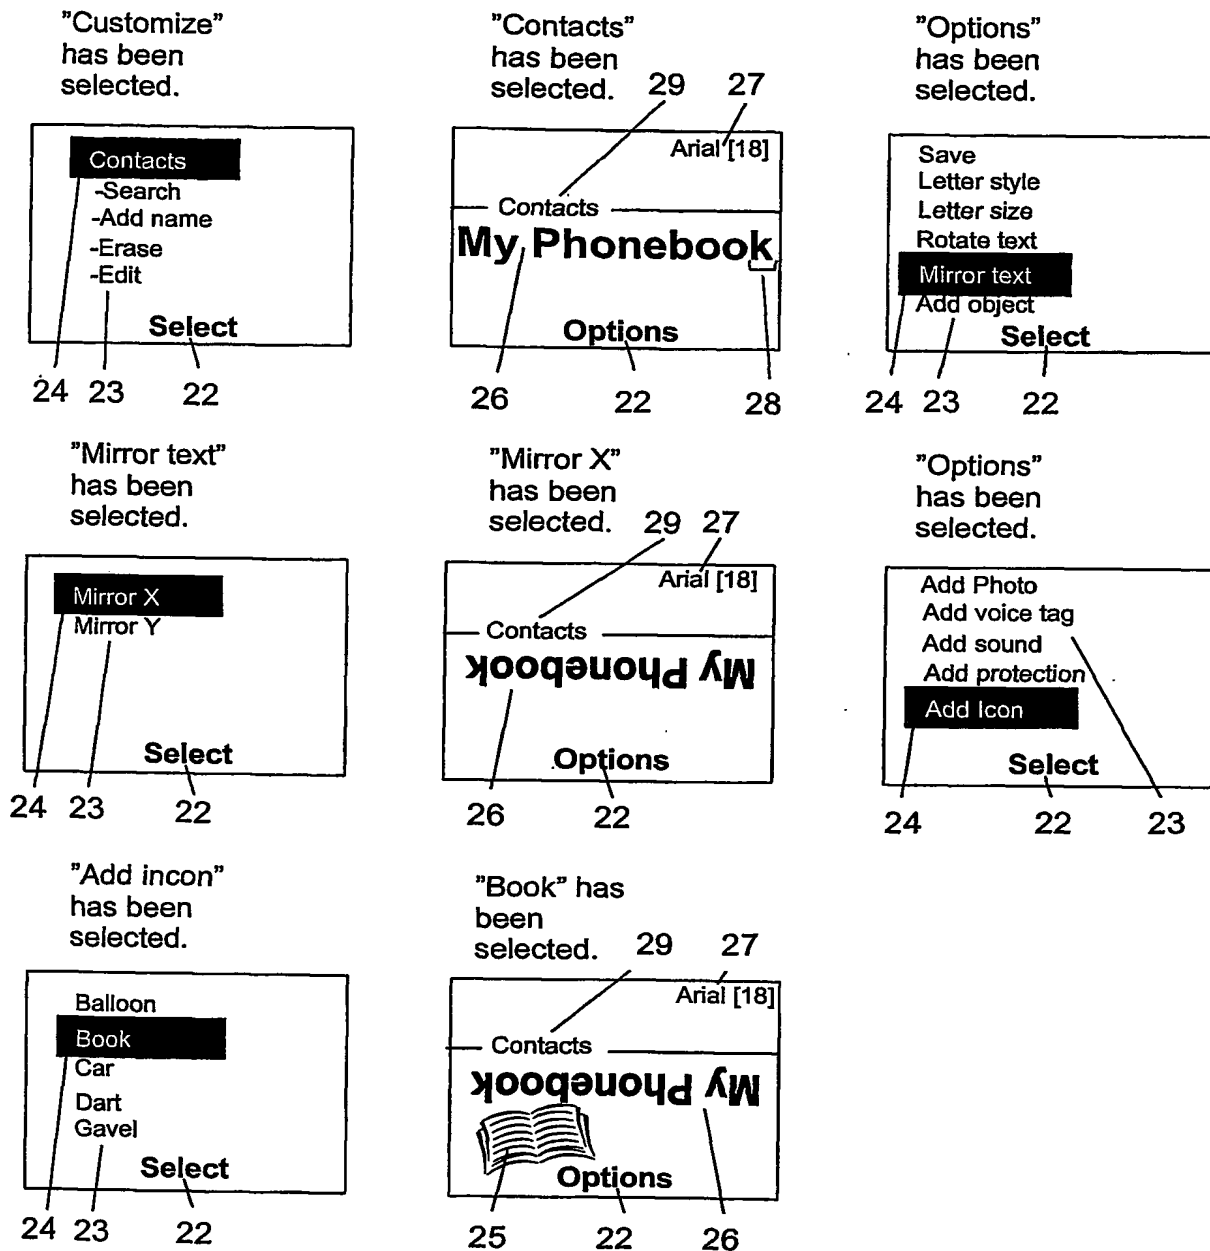 ”Customize”
has been
selected.
Contacts
-Search
-Add name
-Erase
-Edit
Select
24 23 22
”Contacts”
has been
selected. 29 27
Arial [18]
Contacts
My Phonebook
Options
26 22 28
”Options”
has been
selected.
Save
Letter style
Letter size
Rotate text
Mirror text
Add object
Select
24 23 22
”Mirror text”
has been
selected.
Mirror X
Mirror Y
Select
24 23 22
”Mirror X”
has been
selected. 29 27
Arial [18]
Contacts
My Phonebook
Options
26 22
”Options”
has been
selected.
Add Photo
Add voice tag
Add sound
Add protection
Add Icon
Select
24 22 23
”Add incon”
has been
selected.
Balloon
Book
Car
Dart
Gavel
Select
24 23 22
”Book” has
been
selected. 29 27
Arial [18]
Contacts
My Phonebook
Options
25 22 26